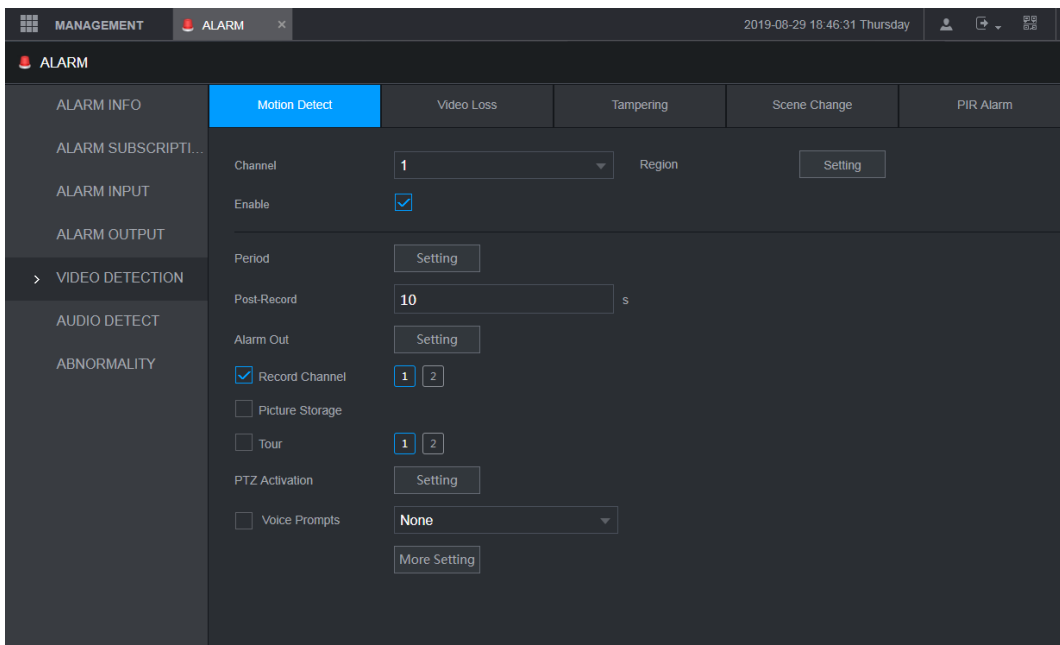 MANAGEMENT ALARM × 2019-08-29 18:46:31 Thursday
ALARM
ALARM INFO
ALARM SUBSCRIPTI...
ALARM INPUT
ALARM OUTPUT
VIDEO DETECTION
AUDIO DETECT
ABNORMALITY
Motion Detect Video Loss Tampering Scene Change PIR Alarm
Channel 1 Region Setting
Enable
Period Setting
Post-Record 10 s
Alarm Out Setting
Record Channel 1 2
Picture Storage
Tour 1 2
PTZ Activation Setting
Voice Prompts None
More Setting